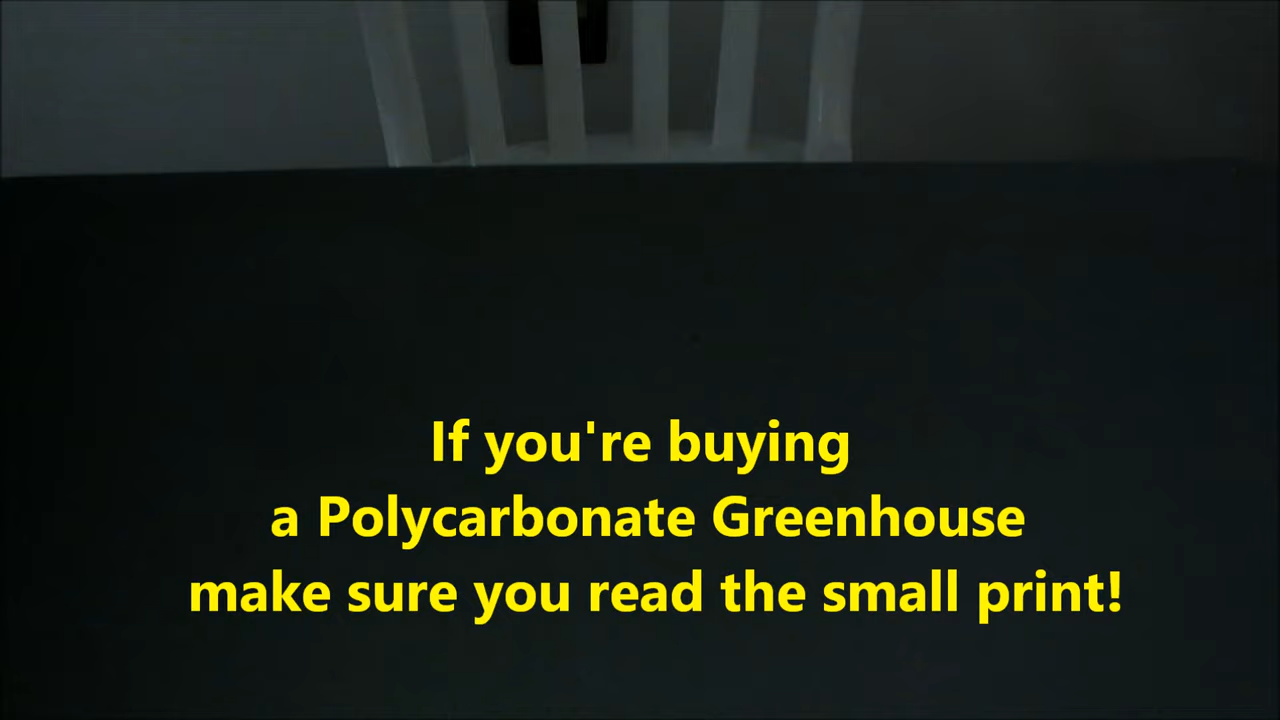 If you're buying
a Polycarbonate Greenhouse
make sure you read the small print!